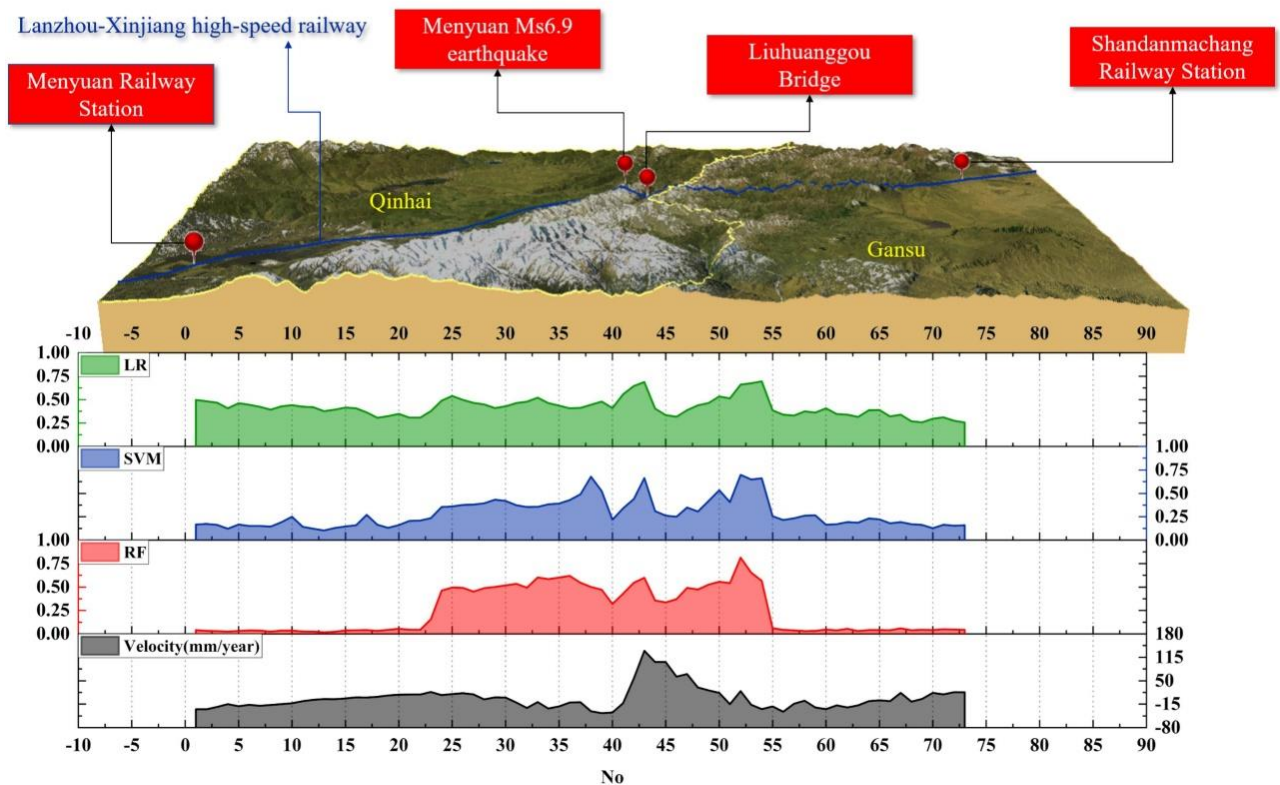 Lanzhou-Xinjiang high-speed railway
Menyuan Ms6.9
earthquake
Liuhuanggou
Bridge
Shandanmachang
Railway Station
Menyuan Railway
Station
Qinhai
Gansu
-10 -5 0 5 10 15 20 25 30 35 40 45 50 55 60 65 70 75 80 85 90
1.00
0.75
0.50
0.25
0.00
LR
1.00
0.75
0.50
0.25
0.00
SVM
1.00
0.75
0.50
0.25
0.00
RF
180
115
50
-15
-80
Velocity(mm/year)
-10 -5 0 5 10 15 20 25 30 35 40 45 50 55 60 65 70 75 80 85 90
No